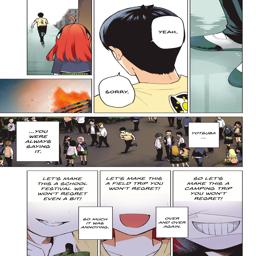 YEAH.
SORRY.
...YOU
WERE
ALWAYS
SAYING
IT.
YOTSUBA
...
LET'S MAKE
THIS A SCHOOL
FESTIVAL WE
WON'T REGRET
EVEN A BIT!
SO MUCH
IT WAS
ANNOYING.
LET'S MAKE
THIS A FIELD
TRIP YOU
WON'T REGRET!
OVER
AND OVER
AGAIN.
SO LET'S
MAKE THIS A
CAMPING TRIP
YOU WON'T
REGRET!